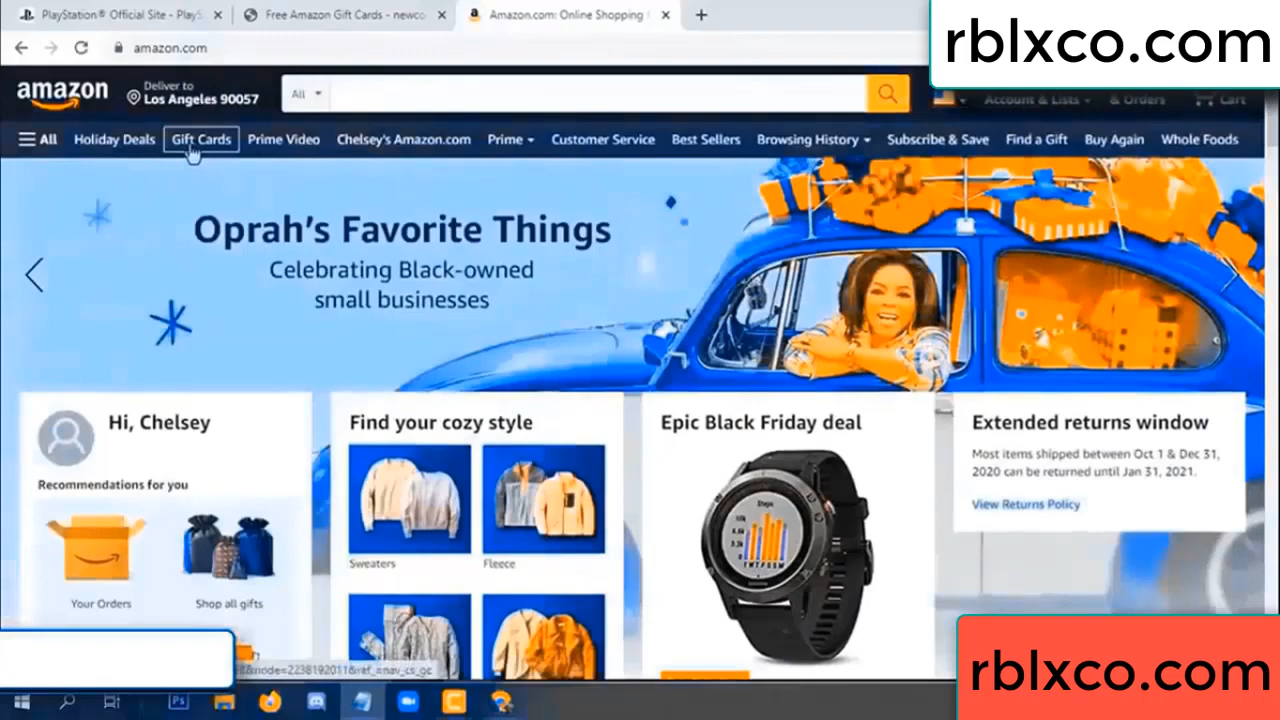 PlayStation® Official Site - PlayS
Free Amazon Gift Cards - newco
Amazon.com: Online Shopping
rblxco.com
amazon.com
amazon
Deliver to
Los Angeles 90057
All
Account & Lists
& Orders
Cart
All
Holiday Deals
Gift Cards
Prime Video
Chelsey's Amazon.com
Prime
Customer Service
Best Sellers
Browsing History
Subscribe & Save
Find a Gift
Buy Again
Whole Foods
Oprah's Favorite Things
Celebrating Black-owned
small businesses
Hi, Chelsey
Recommendations for you
Your Orders
Shop all gifts
Find your cozy style
Sweaters
Fleece
Epic Black Friday deal
Steps
Extended returns window
Most items shipped between Oct 1 & Dec 31,
2020 can be returned until Jan 31, 2021.
View Returns Policy
rblxco.com
Ps